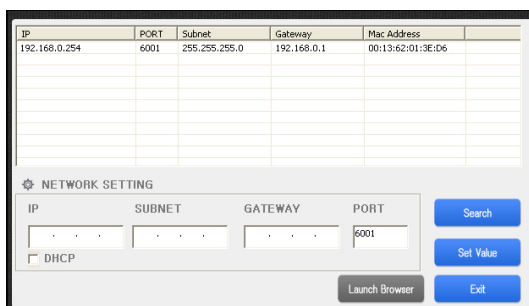 IP PORT Subnet Gateway Mac Address
192.168.0.254 6001 255.255.255.0 192.168.0.1 00:13:62:01:3E:D6
NETWORK SETTING
IP SUBNET GATEWAY PORT
. . . . . . . . . 6001
DHCP
Search
Set Value
Launch Browser Exit